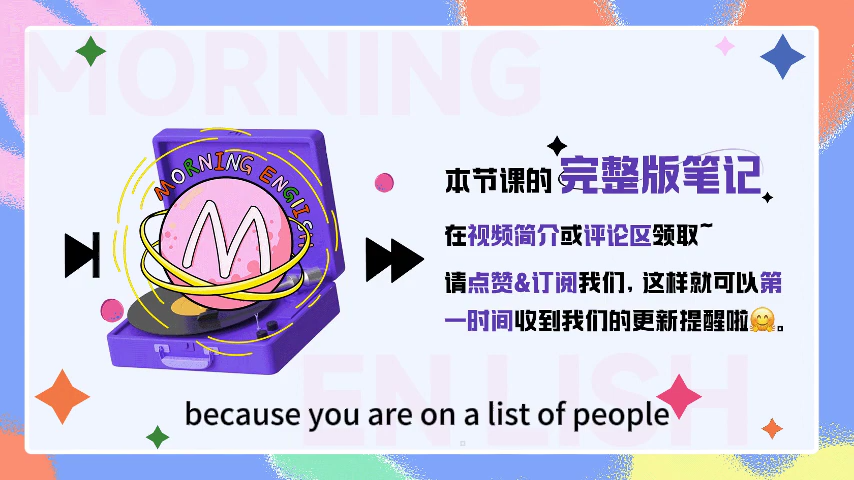 MORNING
MORNING ENGLISH
M
本节课的 完整版笔记
在视频简介或评论区领取~
请点赞&订阅我们，这样就可以第
一时间收到我们的更新提醒啦🤗。
EN LISH
because you are on a list of people